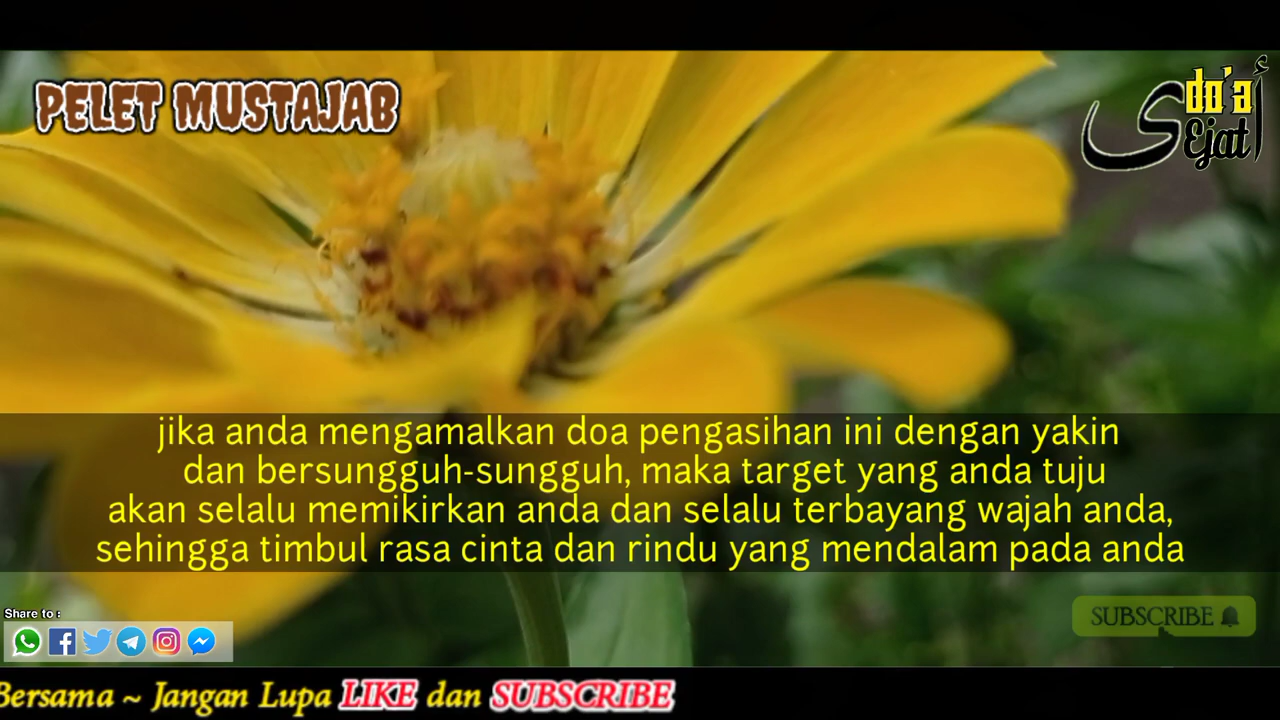 PELET MUSTAJAB
do'a
Ejati
jika anda mengamalkan doa pengasihan ini dengan yakin
dan bersungguh-sungguh, maka target yang anda tuju
akan selalu memikirkan anda dan selalu terbayang wajah anda,
sehingga timbul rasa cinta dan rindu yang mendalam pada anda
Share to :
SUBSCRIBE
Bersama ~ Jangan Lupa LIKE dan SUBSCRIBE